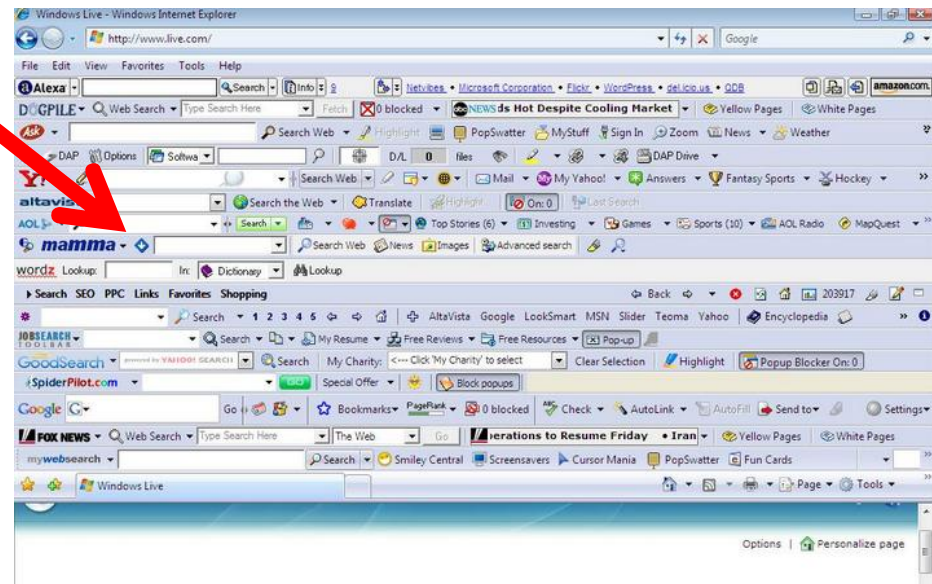 Windows Live - Windows Internet Explorer
http://www.live.com/ Google
File Edit View Favorites Tools Help
Alexa Search Info 9 Netvibes • Microsoft Corporation • Flickr • WordPress • del.icio.us • ODB amazon.com.
DOGPILE Web Search Type Search Here Fetch 0 blocked NEWS ds Hot Despite Cooling Market Yellow Pages White Pages
Ask Search Web Highlight PopSwatter MyStuff Sign In Zoom News Weather »
DAP Options Softwa D/L 0 files DAP Drive
Y! Search Web Mail My Yahoo! Answers Fantasy Sports Hockey »
altavis Search the Web Translate Highlight On: 0 Last Search
AOL Search Top Stories (6) Investing Games Sports (10) AOL Radio MapQuest »
mamma Search Web News Images Advanced search
wordz Lookup: In: Dictionary Lookup
Search SEO PPC Links Favorites Shopping Back 203917
Search 1 2 3 4 5 AltaVista Google LookSmart MSN Slider Teoma Yahoo Encyclopedia »
JOBSEARCH TOOLBAR Search My Resume Free Reviews Free Resources Pop-up
GoodSearch powered by YAHOO! SEARCH Search My Charity: <--- Click 'My Charity' to select Clear Selection Highlight Popup Blocker On: 0
SpiderPilot.com GO Special Offer Block popups
Google G Go Bookmarks PageRank 0 blocked ABC Check AutoLink AutoFill Send to Settings
FOX NEWS Web Search Type Search Here The Web Go erations to Resume Friday • Iran Yellow Pages White Pages
mywebsearch Search Smiley Central Screensavers Cursor Mania PopSwatter Fun Cards »
Windows Live Page Tools »
Options | Personalize page